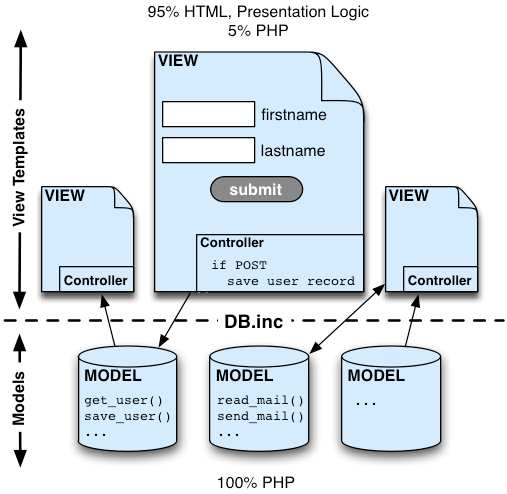 95% HTML, Presentation Logic
5% PHP
View Templates
VIEW
firstname
lastname
submit
Controller
if POST
save user record
...
VIEW
Controller
VIEW
Controller
DB.inc
Models
MODEL
get_user()
save_user()
...
MODEL
read_mail()
send_mail()
...
MODEL
...
100% PHP